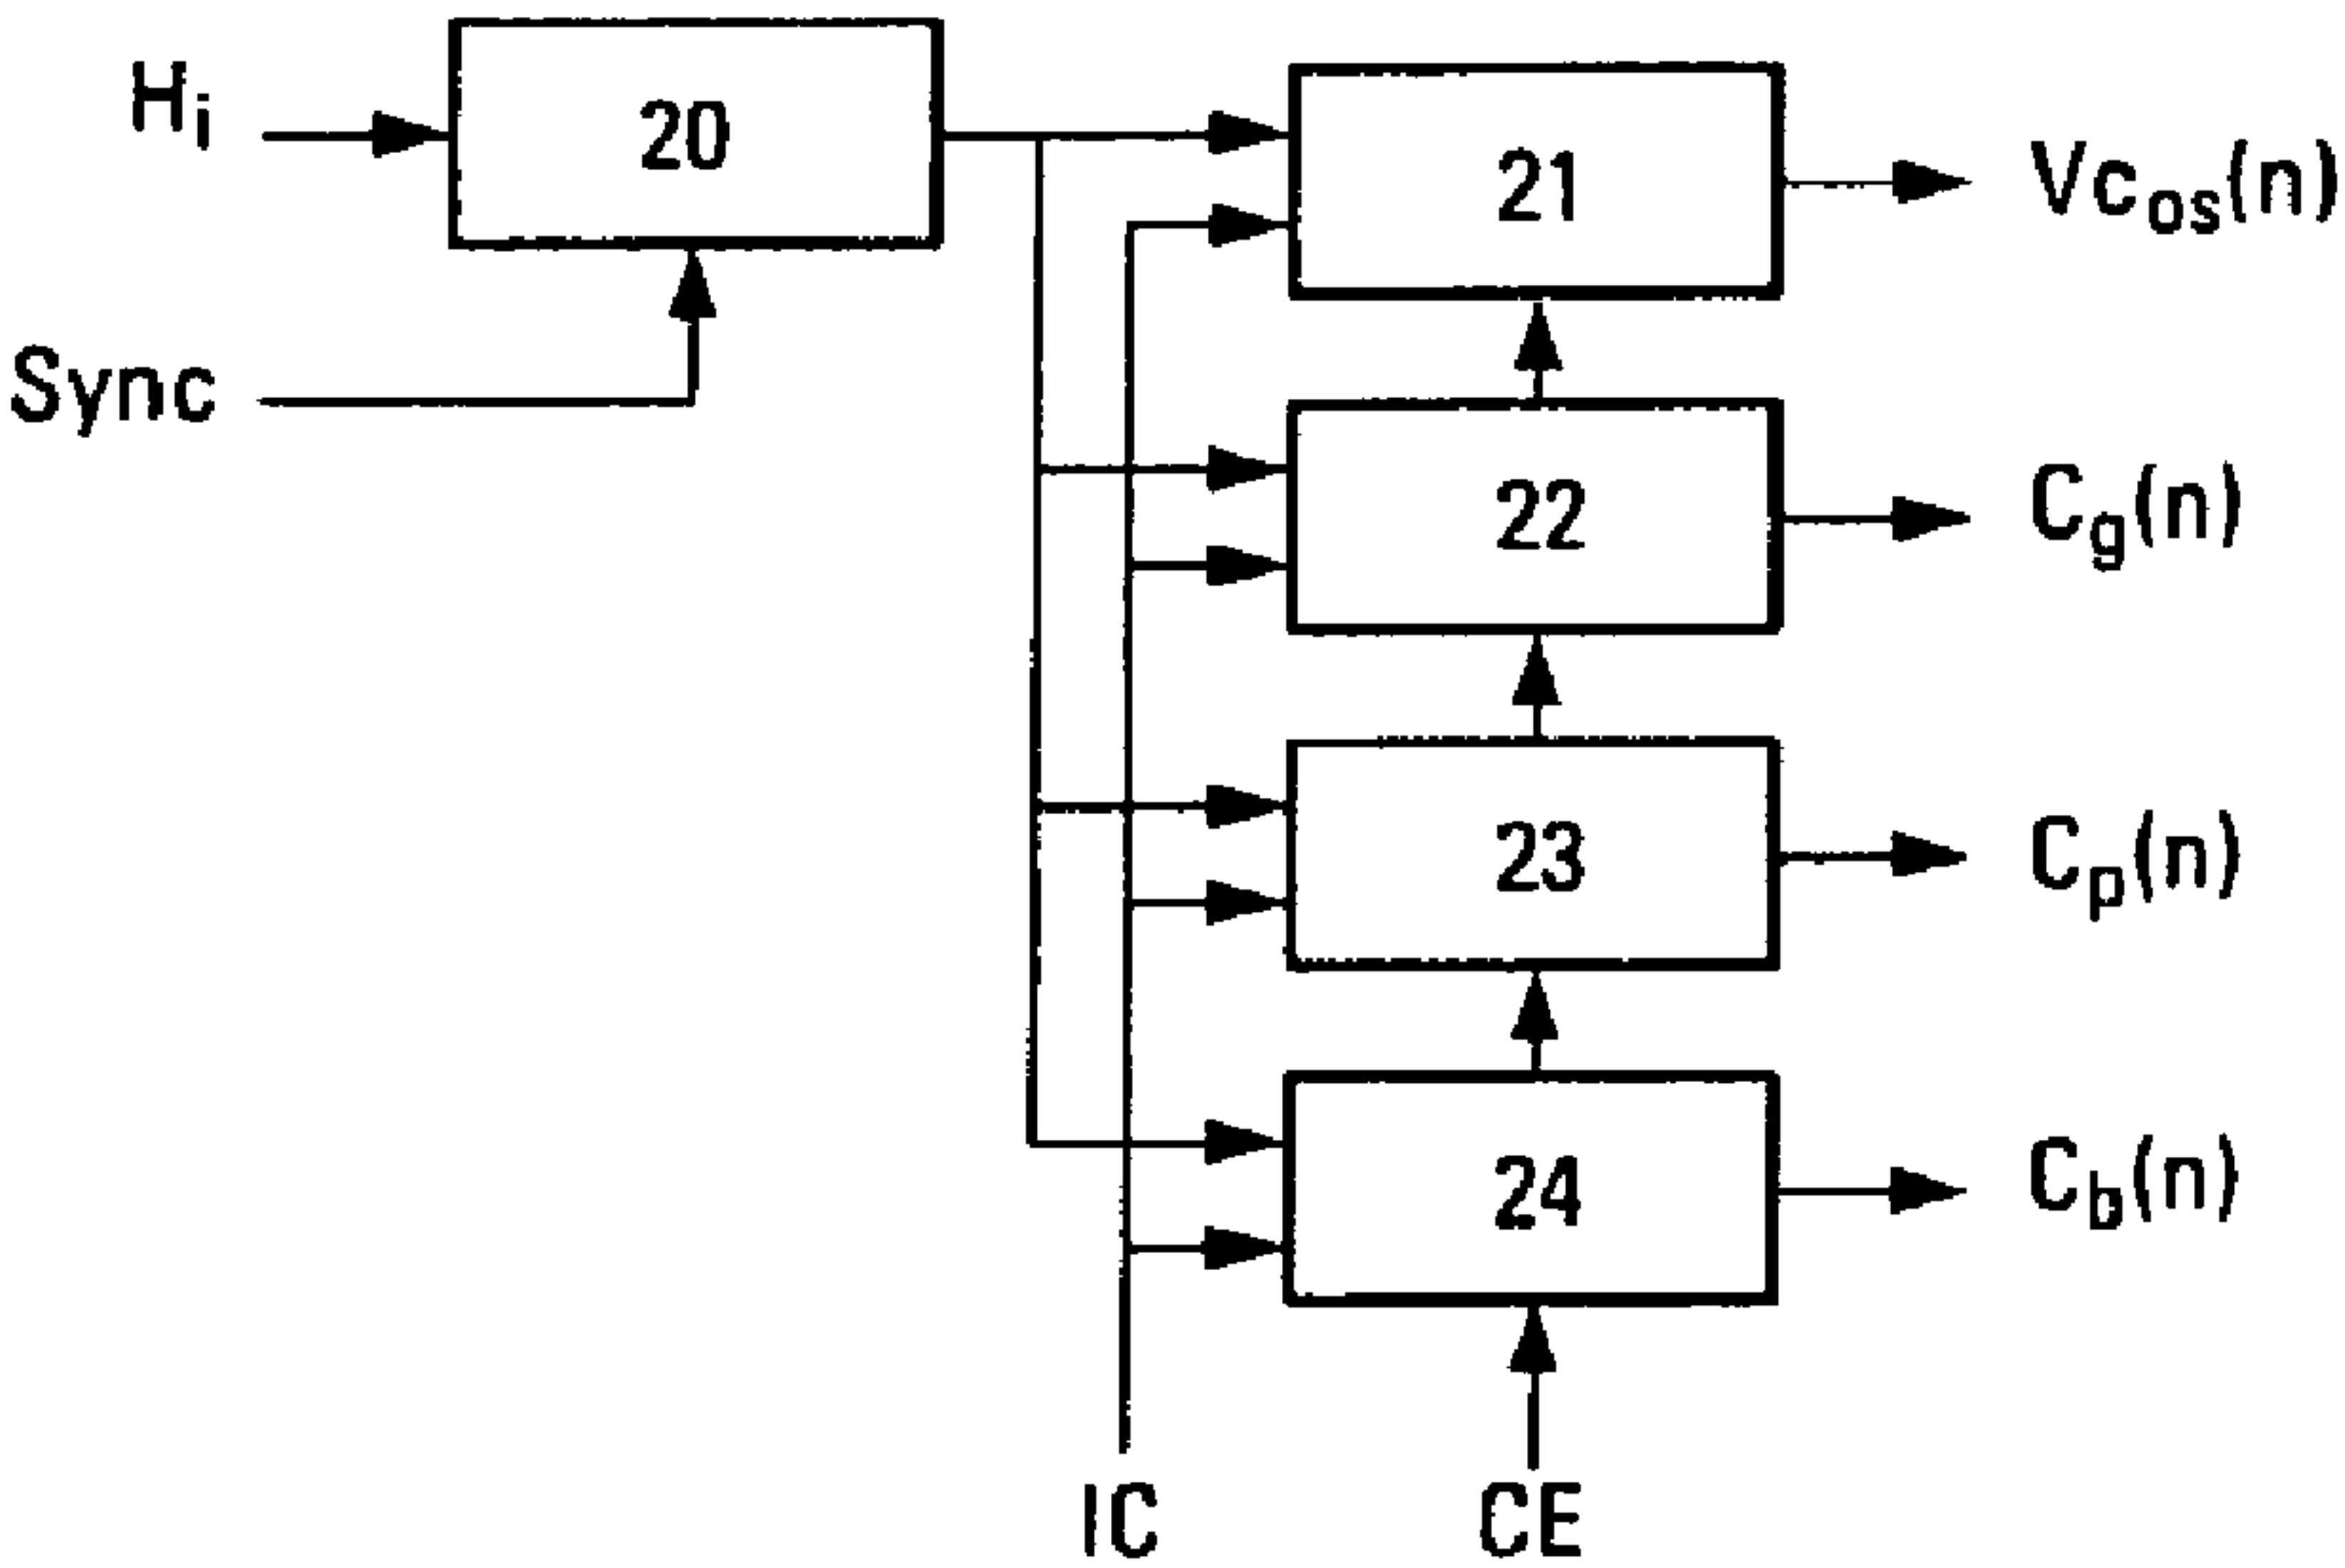 Hi
20
21
Vcos(n)
Sync
22
Cg(n)
23
Cp(n)
24
Cb(n)
IC
CE